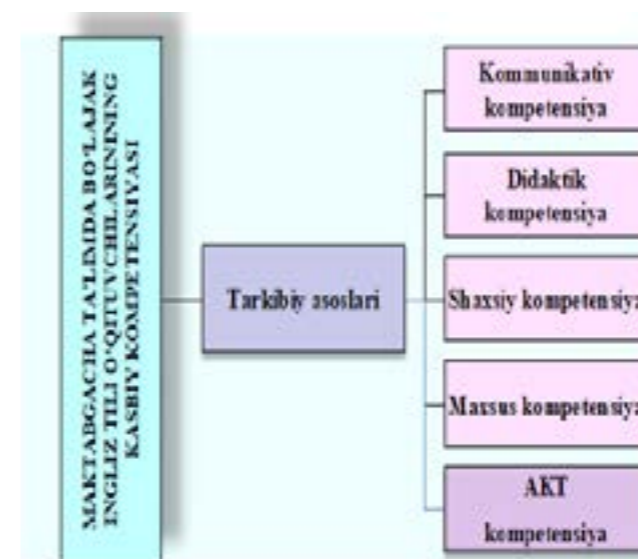 MAKTABGACHA TA'LIMDA BO'LAJAK
INGLIZ TILI O'QITUVCHILARINING
KASBIY KOMPETENSIYASI
Tarkibiy asoslari
Kommunikativ
kompetensiya
Didaktik
kompetensiya
Shaxsiy kompetensiya
Maxsus kompetensiya
AKT
kompetensiya